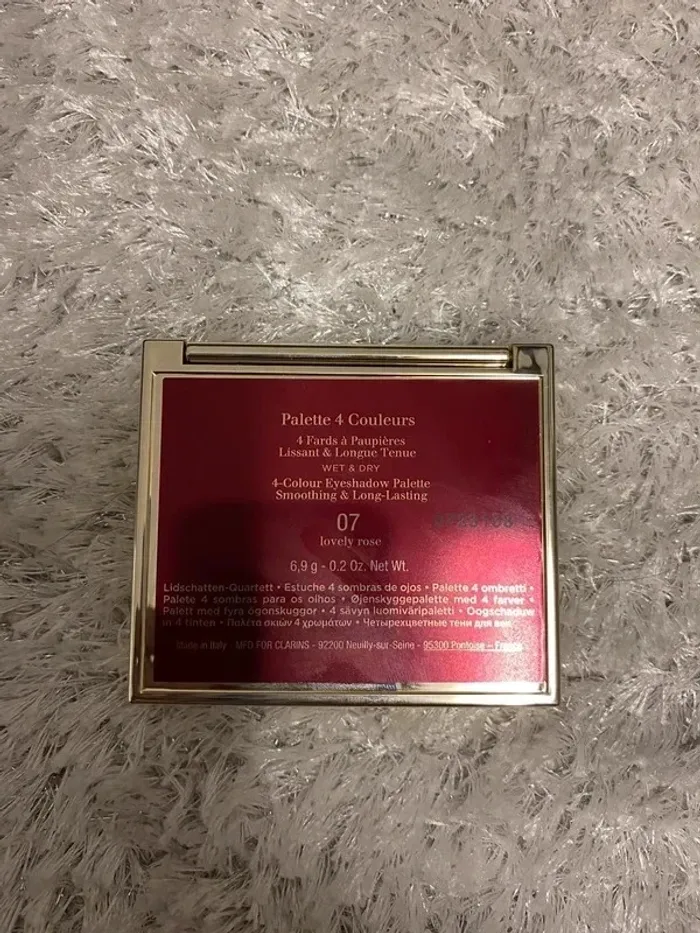 Palette 4 Couleurs
4 Fards à Paupières
Lissant & Longue Tenue
WET & DRY
4-Colour Eyeshadow Palette
Smoothing & Long-Lasting
07
lovely rose
6,9 g - 0.2 Oz. Net Wt.
Lidschatten-Quartett • Estuche 4 sombras de ojos • Palette 4 ombretti •
Palete 4 sombras para os olhos • Øjenskyggepalette med 4 farver •
Palett med fyra ögonskuggor • 4 sävyn luomiväripaletti • Oogschaduw
in 4 tinten • Παλέτα σκιών 4 χρωμάτων • Четырехцветные тени для век.
Made in Italy - MFD FOR CLARINS - 92200 Neuilly-sur-Seine - 95300 Pontoise - France